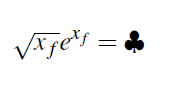 √x_f e^{x_f} = ♣